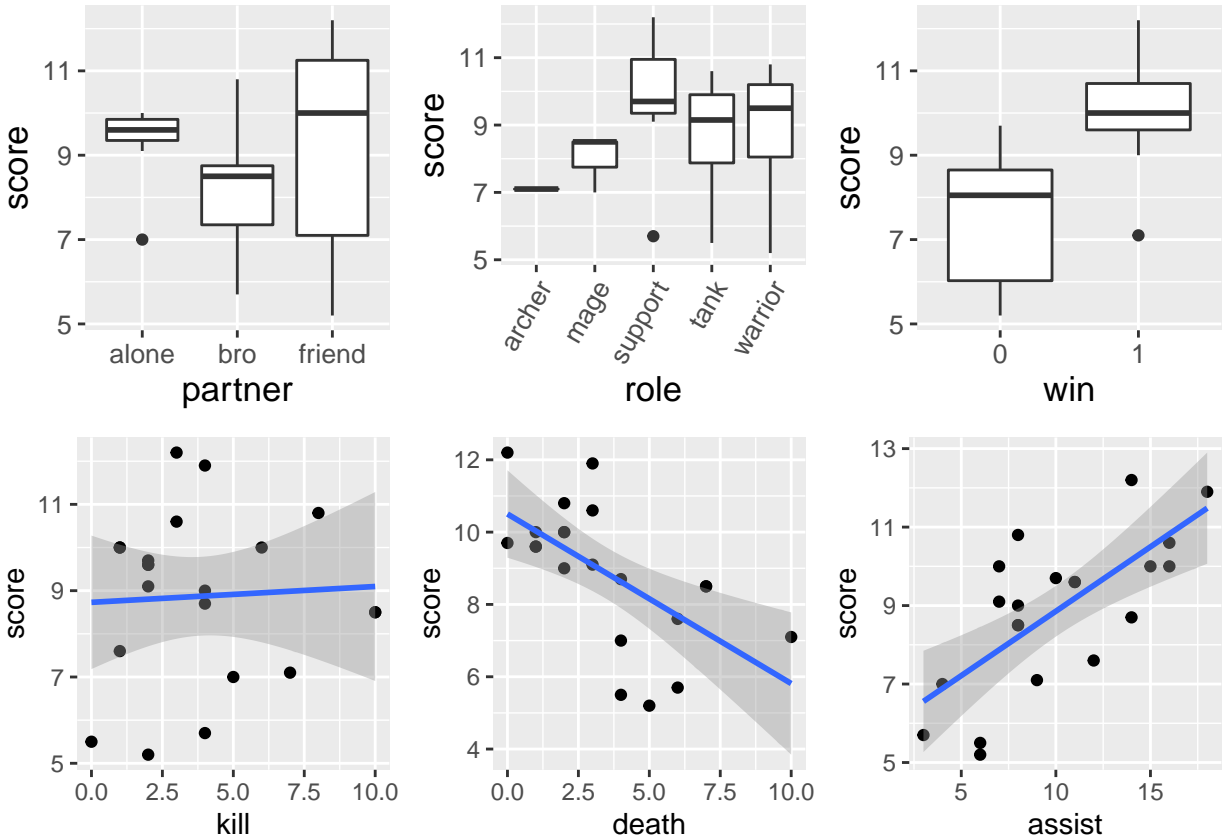 score
11
9
7
5
alone bro friend
partner
score
11
9
7
5
archer
mage
support
tank
warrior
role
score
11
9
7
5
0 1
win
score
11
9
7
5
0.0 2.5 5.0 7.5 10.0
kill
score
12
10
8
6
4
0.0 2.5 5.0 7.5 10.0
death
score
13
11
9
7
5
5 10 15
assist